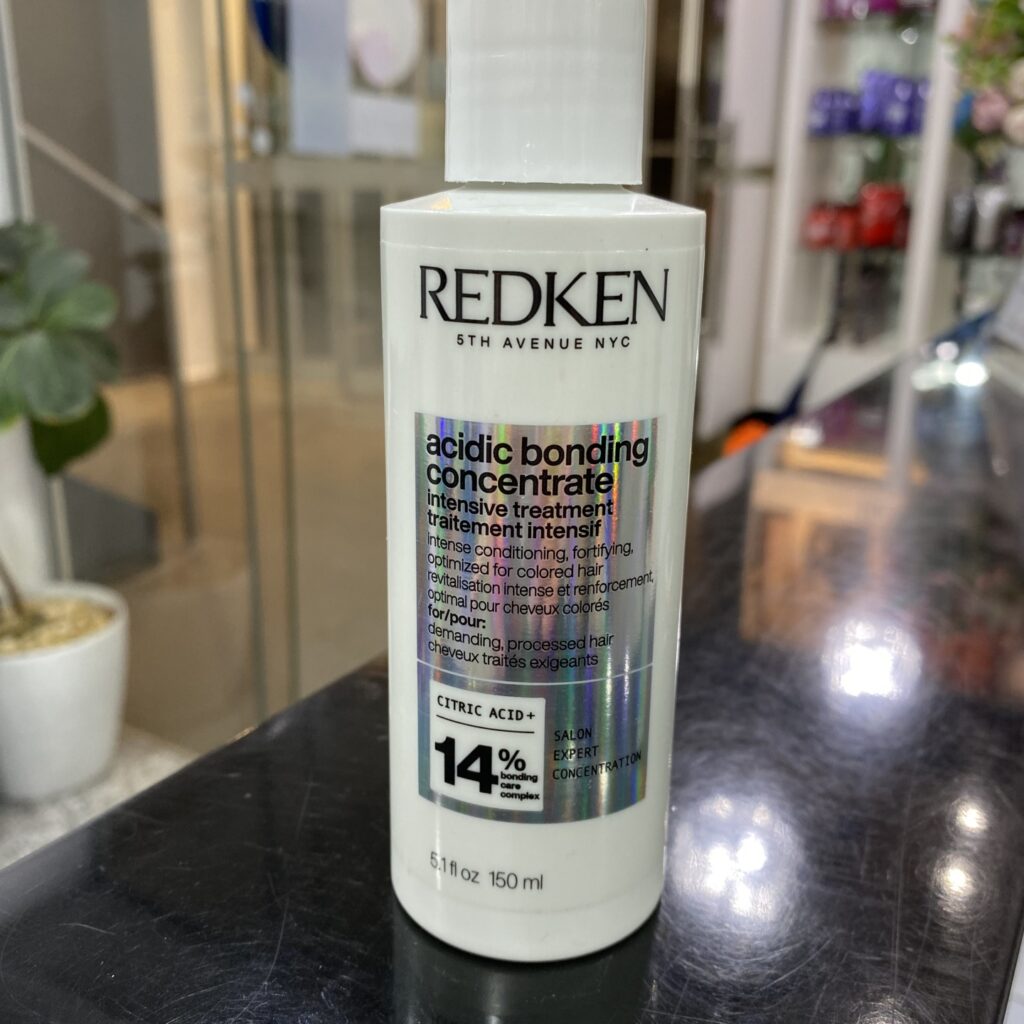 REDKEN
5TH AVENUE NYC
acidic bonding
concentrate
intensive treatment
traitement intensif
intense conditioning, fortifying,
optimized for colored hair
revitalisation intense et renforcement,
optimal pour cheveux colorés
for/pour:
demanding, processed hair
cheveux traités exigeants
CITRIC ACID+
14%
bonding
care
complex
SALON
EXPERT
CONCENTRATION
5.1 fl oz 150 ml